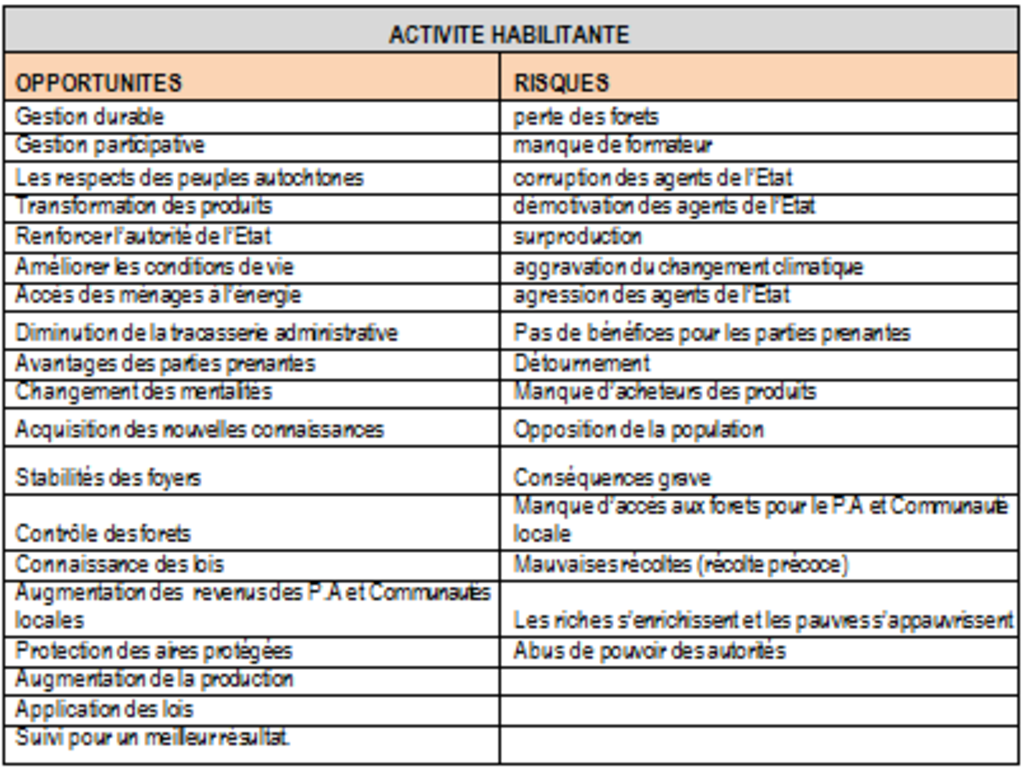 ACTIVITE HABILITANTE
OPPORTUNITES RISQUES
Gestion durable perte des forets
Gestion participative manque de formateur
Les respects des peuples autochtones corruption des agents de l'Etat
Transformation des produits démotivation des agents de l'Etat
Renforcer l'autorité de l'Etat surproduction
Améliorer les conditions de vie aggravation du changement climatique
Accès des ménages à l'énergie agression des agents de l'Etat
Diminution de la tracasserie administrative Pas de bénéfices pour les parties prenantes
Avantages des parties prenantes Détournement
Changement des mentalités Manque d'acheteurs des produits
Acquisition des nouvelles connaissances Opposition de la population
Stabilités des foyers Conséquences grave
Manque d'accès aux forets pour le P.A et Communauté
Contrôle des forets locale
Connaissance des lois Mauvaises récoltes (récolte précoce)
Augmentation des revenus des P.A et Communautés
locales Les riches s'enrichissent et les pauvres s'appauvrissent
Protection des aires protégées Abus de pouvoir des autorités
Augmentation de la production
Application des lois
Suivi pour un meilleur résultat.